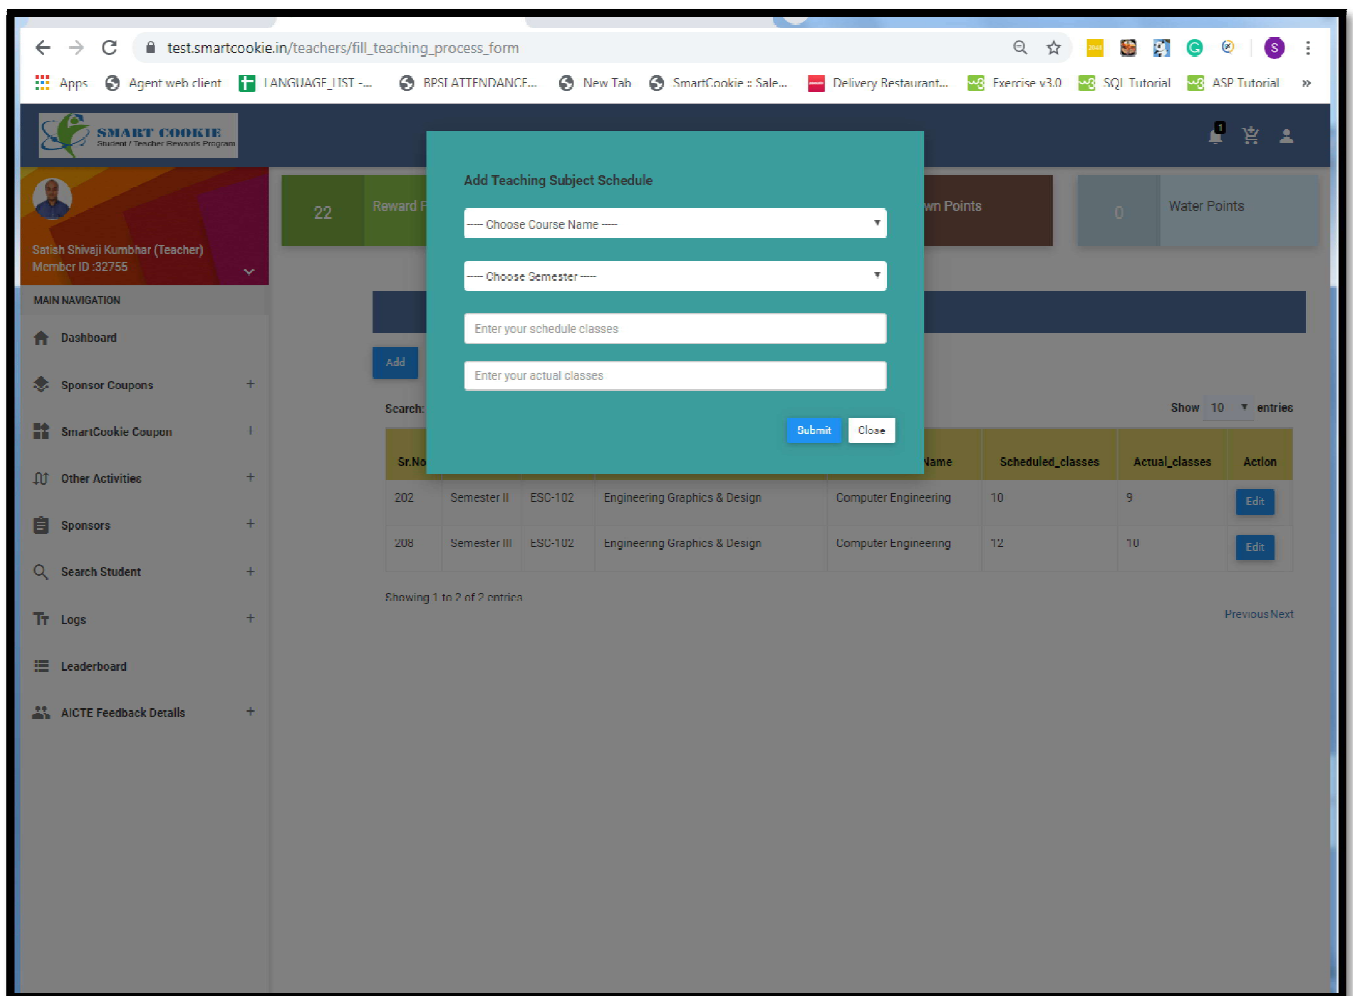 test.smartcookie.in/teachers/fill_teaching_process_form
S
Apps Agent web client LANGUAGE_LIST -... BPSI ATTENDANCE... New Tab SmartCookie :: Sale... Delivery Restaurant... Exercise v3.0 SQL Tutorial ASP Tutorial »
SMART COOKIE
Student / Teacher Rewards Program
1
Add Teaching Subject Schedule
22 Reward P
wn Points
0 Water Points
Satish Shivaji Kumbhar (Teacher)
Member ID :32755
---- Choose Course Name ----
---- Choose Semester ----
Enter your schedule classes
Enter your actual classes
Submit Close
MAIN NAVIGATION
Dashboard
Sponsor Coupons +
SmartCookie Coupon +
Other Activities +
Sponsors +
Search Student +
Logs +
Leaderboard
AICTE Feedback Details +
Add
Search:
Show 10 entries
Sr.No Name Scheduled_classes Actual_classes Action
202 Semester II ESC-102 Engineering Graphics & Design Computer Engineering 10 9 Edit
208 Semester III ESC-102 Engineering Graphics & Design Computer Engineering 12 10 Edit
Showing 1 to 2 of 2 entries
Previous Next